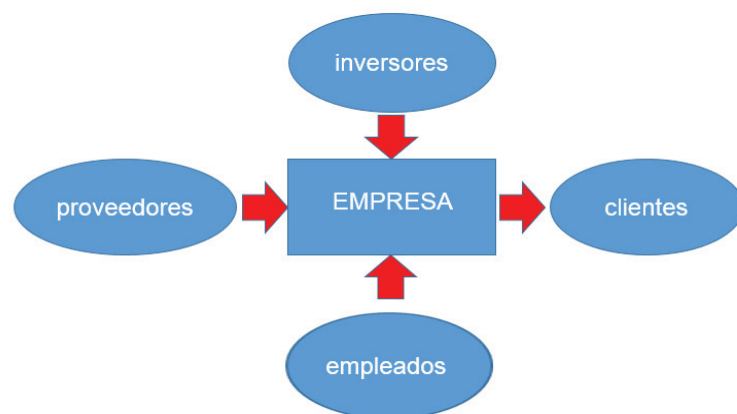 inversores
proveedores
EMPRESA
clientes
empleados